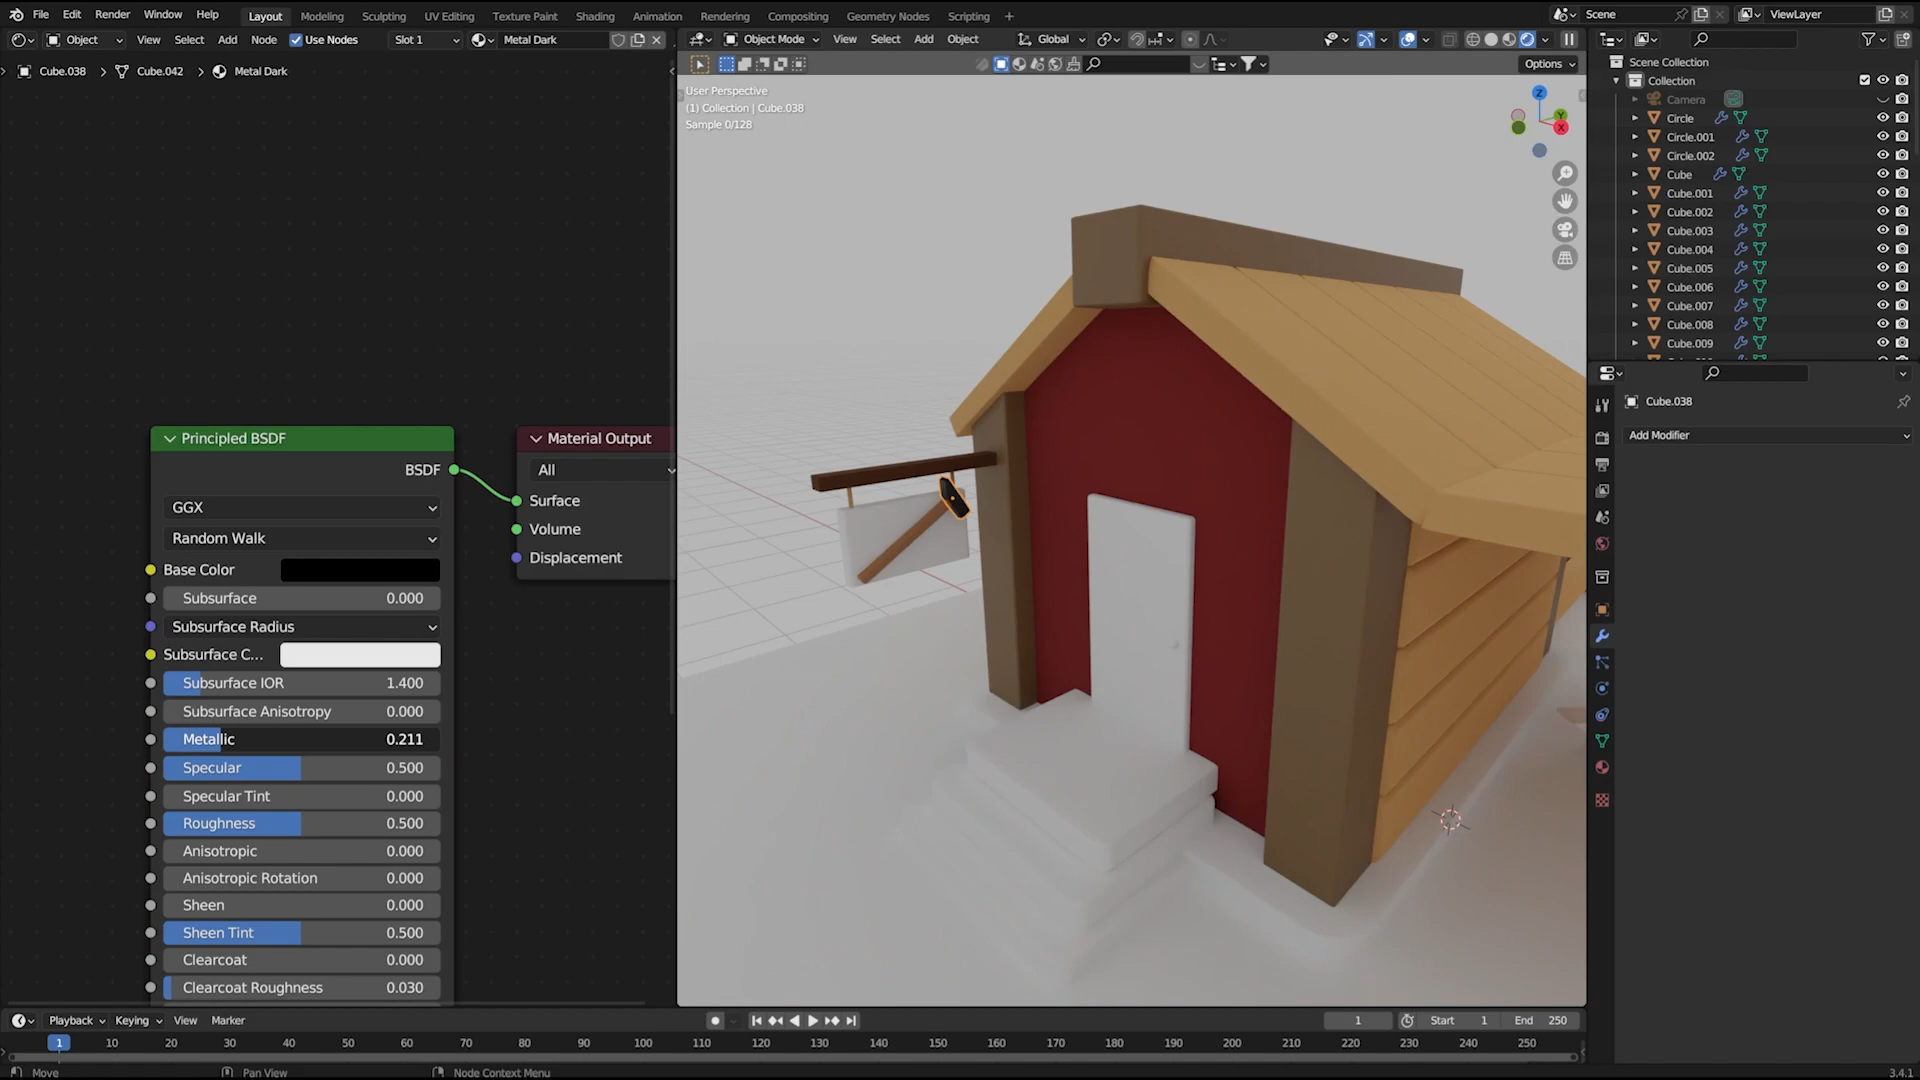 File Edit Render Window Help Layout Modeling Sculpting UV Editing Texture Paint Shading Animation Rendering Compositing Geometry Nodes Scripting + Scene ViewLayer
Object View Select Add Node Use Nodes Slot 1 Metal Dark Object Mode View Select Add Object Global
Cube.038 > Cube.042 > Metal Dark
Options
User Perspective
(1) Collection | Cube.038
Sample 0/128
Z
Y
X
Scene Collection
Collection
Camera
Circle
Circle.001
Circle.002
Cube
Cube.001
Cube.002
Cube.003
Cube.004
Cube.005
Cube.006
Cube.007
Cube.008
Cube.009
Cube.038
Add Modifier
Principled BSDF
BSDF
GGX
Random Walk
Base Color
Subsurface 0.000
Subsurface Radius
Subsurface C...
Subsurface IOR 1.400
Subsurface Anisotropy 0.000
Metallic 0.211
Specular 0.500
Specular Tint 0.000
Roughness 0.500
Anisotropic 0.000
Anisotropic Rotation 0.000
Sheen 0.000
Sheen Tint 0.500
Clearcoat 0.000
Clearcoat Roughness 0.030
Material Output
All
Surface
Volume
Displacement
Playback Keying View Marker 1 Start 1 End 250
1 10 20 30 40 50 60 70 80 90 100 110 120 130 140 150 160 170 180 190 200 210 220 230 240 250
Move Pan View Node Context Menu 3.4.1